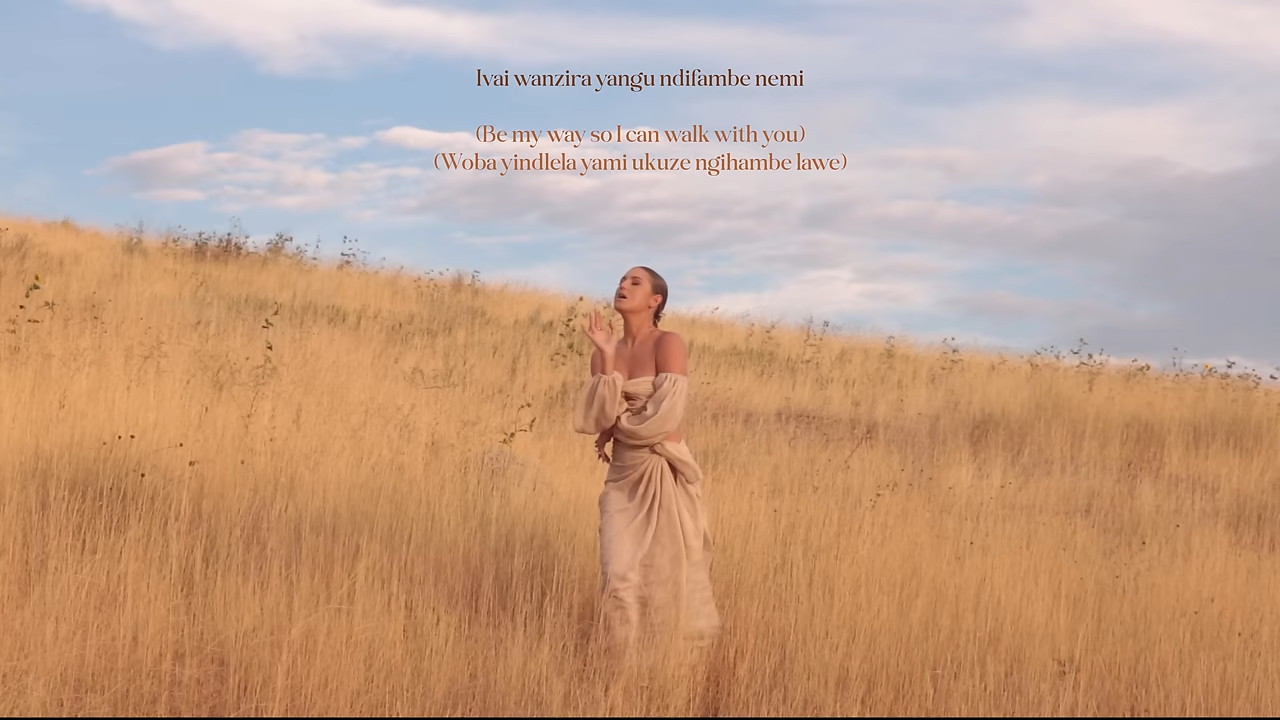 Ivai wanzira yangu ndifambe nemi
(Be my way so I can walk with you)
(Woba yindlela yami ukuze ngihambe lawe)